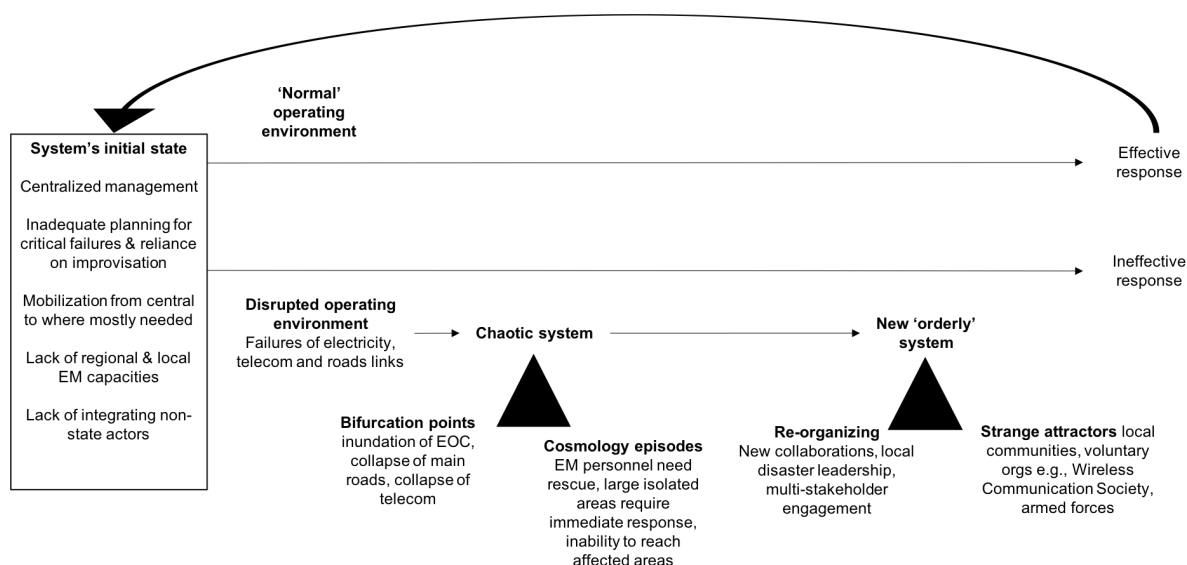 ‘Normal’
operating
environment
System’s initial state
Centralized management
Inadequate planning for
critical failures & reliance
on improvisation
Mobilization from central
to where mostly needed
Lack of regional & local
EM capacities
Lack of integrating non-
state actors
Effective
response
Ineffective
response
Disrupted operating
environment
Failures of electricity,
telecom and roads links
Chaotic system
New ‘orderly’
system
Bifurcation points
inundation of EOC,
collapse of main
roads, collapse of
telecom
Cosmology episodes
EM personnel need
rescue, large isolated
areas require
immediate response,
inability to reach
affected areas
Re-organizing
New collaborations, local
disaster leadership,
multi-stakeholder
engagement
Strange attractors local
communities, voluntary
orgs e.g., Wireless
Communication Society,
armed forces